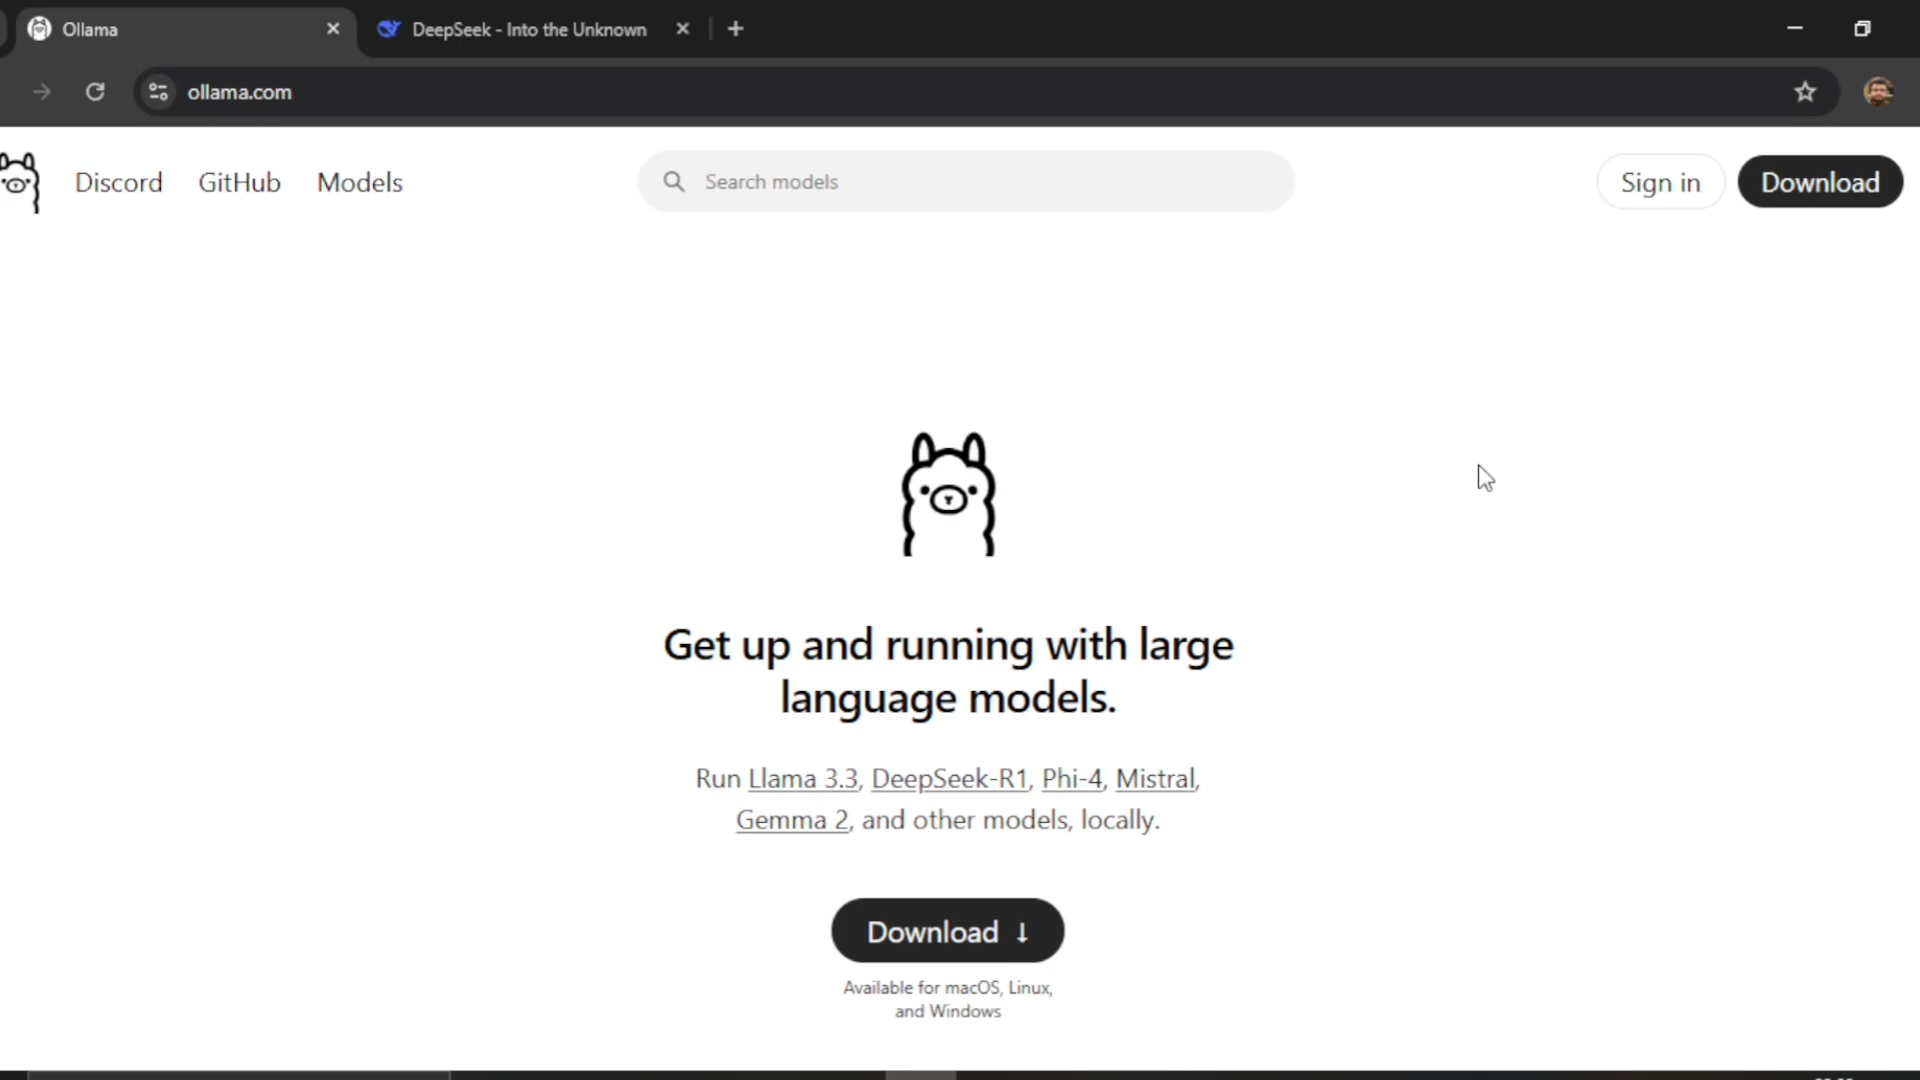 Ollama
DeepSeek - Into the Unknown
ollama.com
Discord GitHub Models
Search models
Sign in
Download
Get up and running with large
language models.
Run Llama 3.3, DeepSeek-R1, Phi-4, Mistral,
Gemma 2, and other models, locally.
Download ↓
Available for macOS, Linux,
and Windows